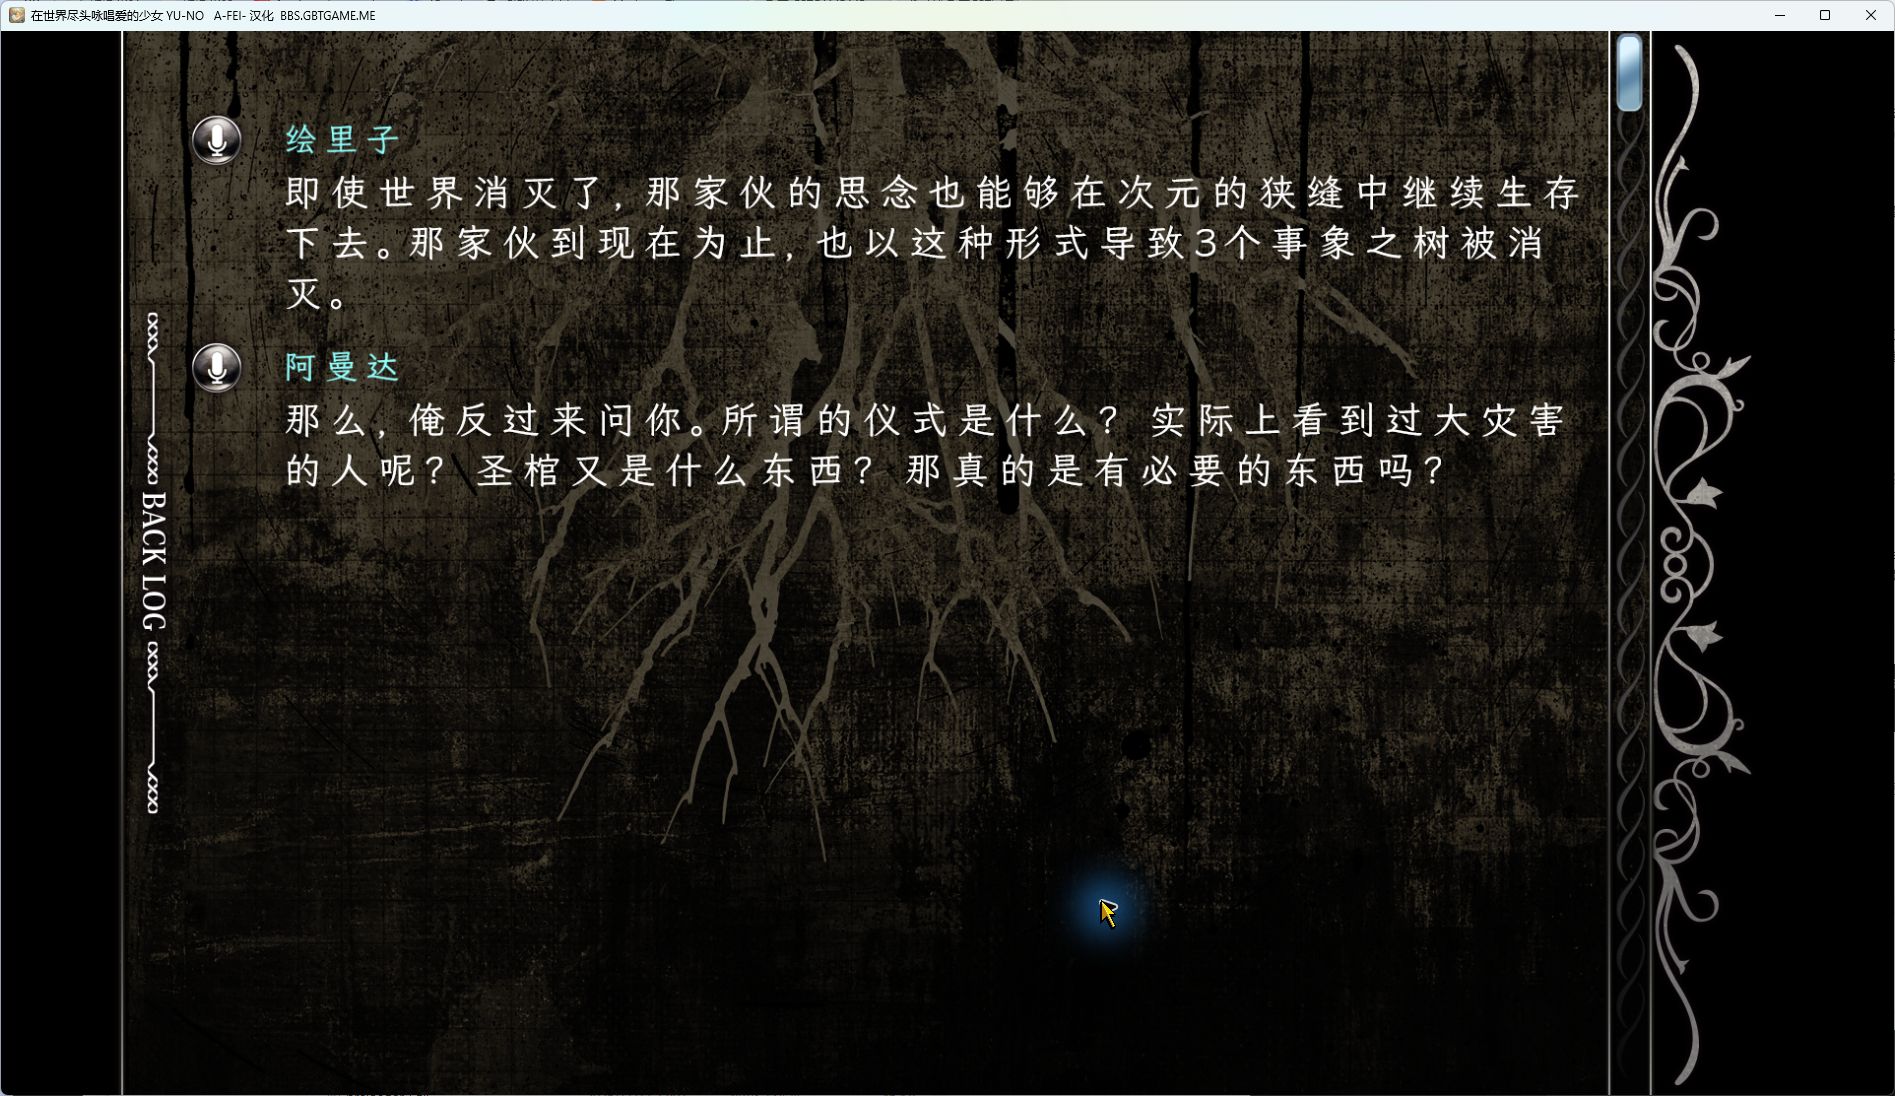 在世界尽头咏唱爱的少女 YU-NO A-FEI- 汉化 BBS.GBTGAME.ME
绘里子
即使世界消灭了，那家伙的思念也能够在次元的狭缝中继续生存
下去。那家伙到现在为止，也以这种形式导致3个事象之树被消
灭。
阿曼达
那么，俺反过来问你。所谓的仪式是什么？ 实际上看到过大灾害
的人呢？ 圣棺又是什么东西？ 那真的是有必要的东西吗？
BACK LOG